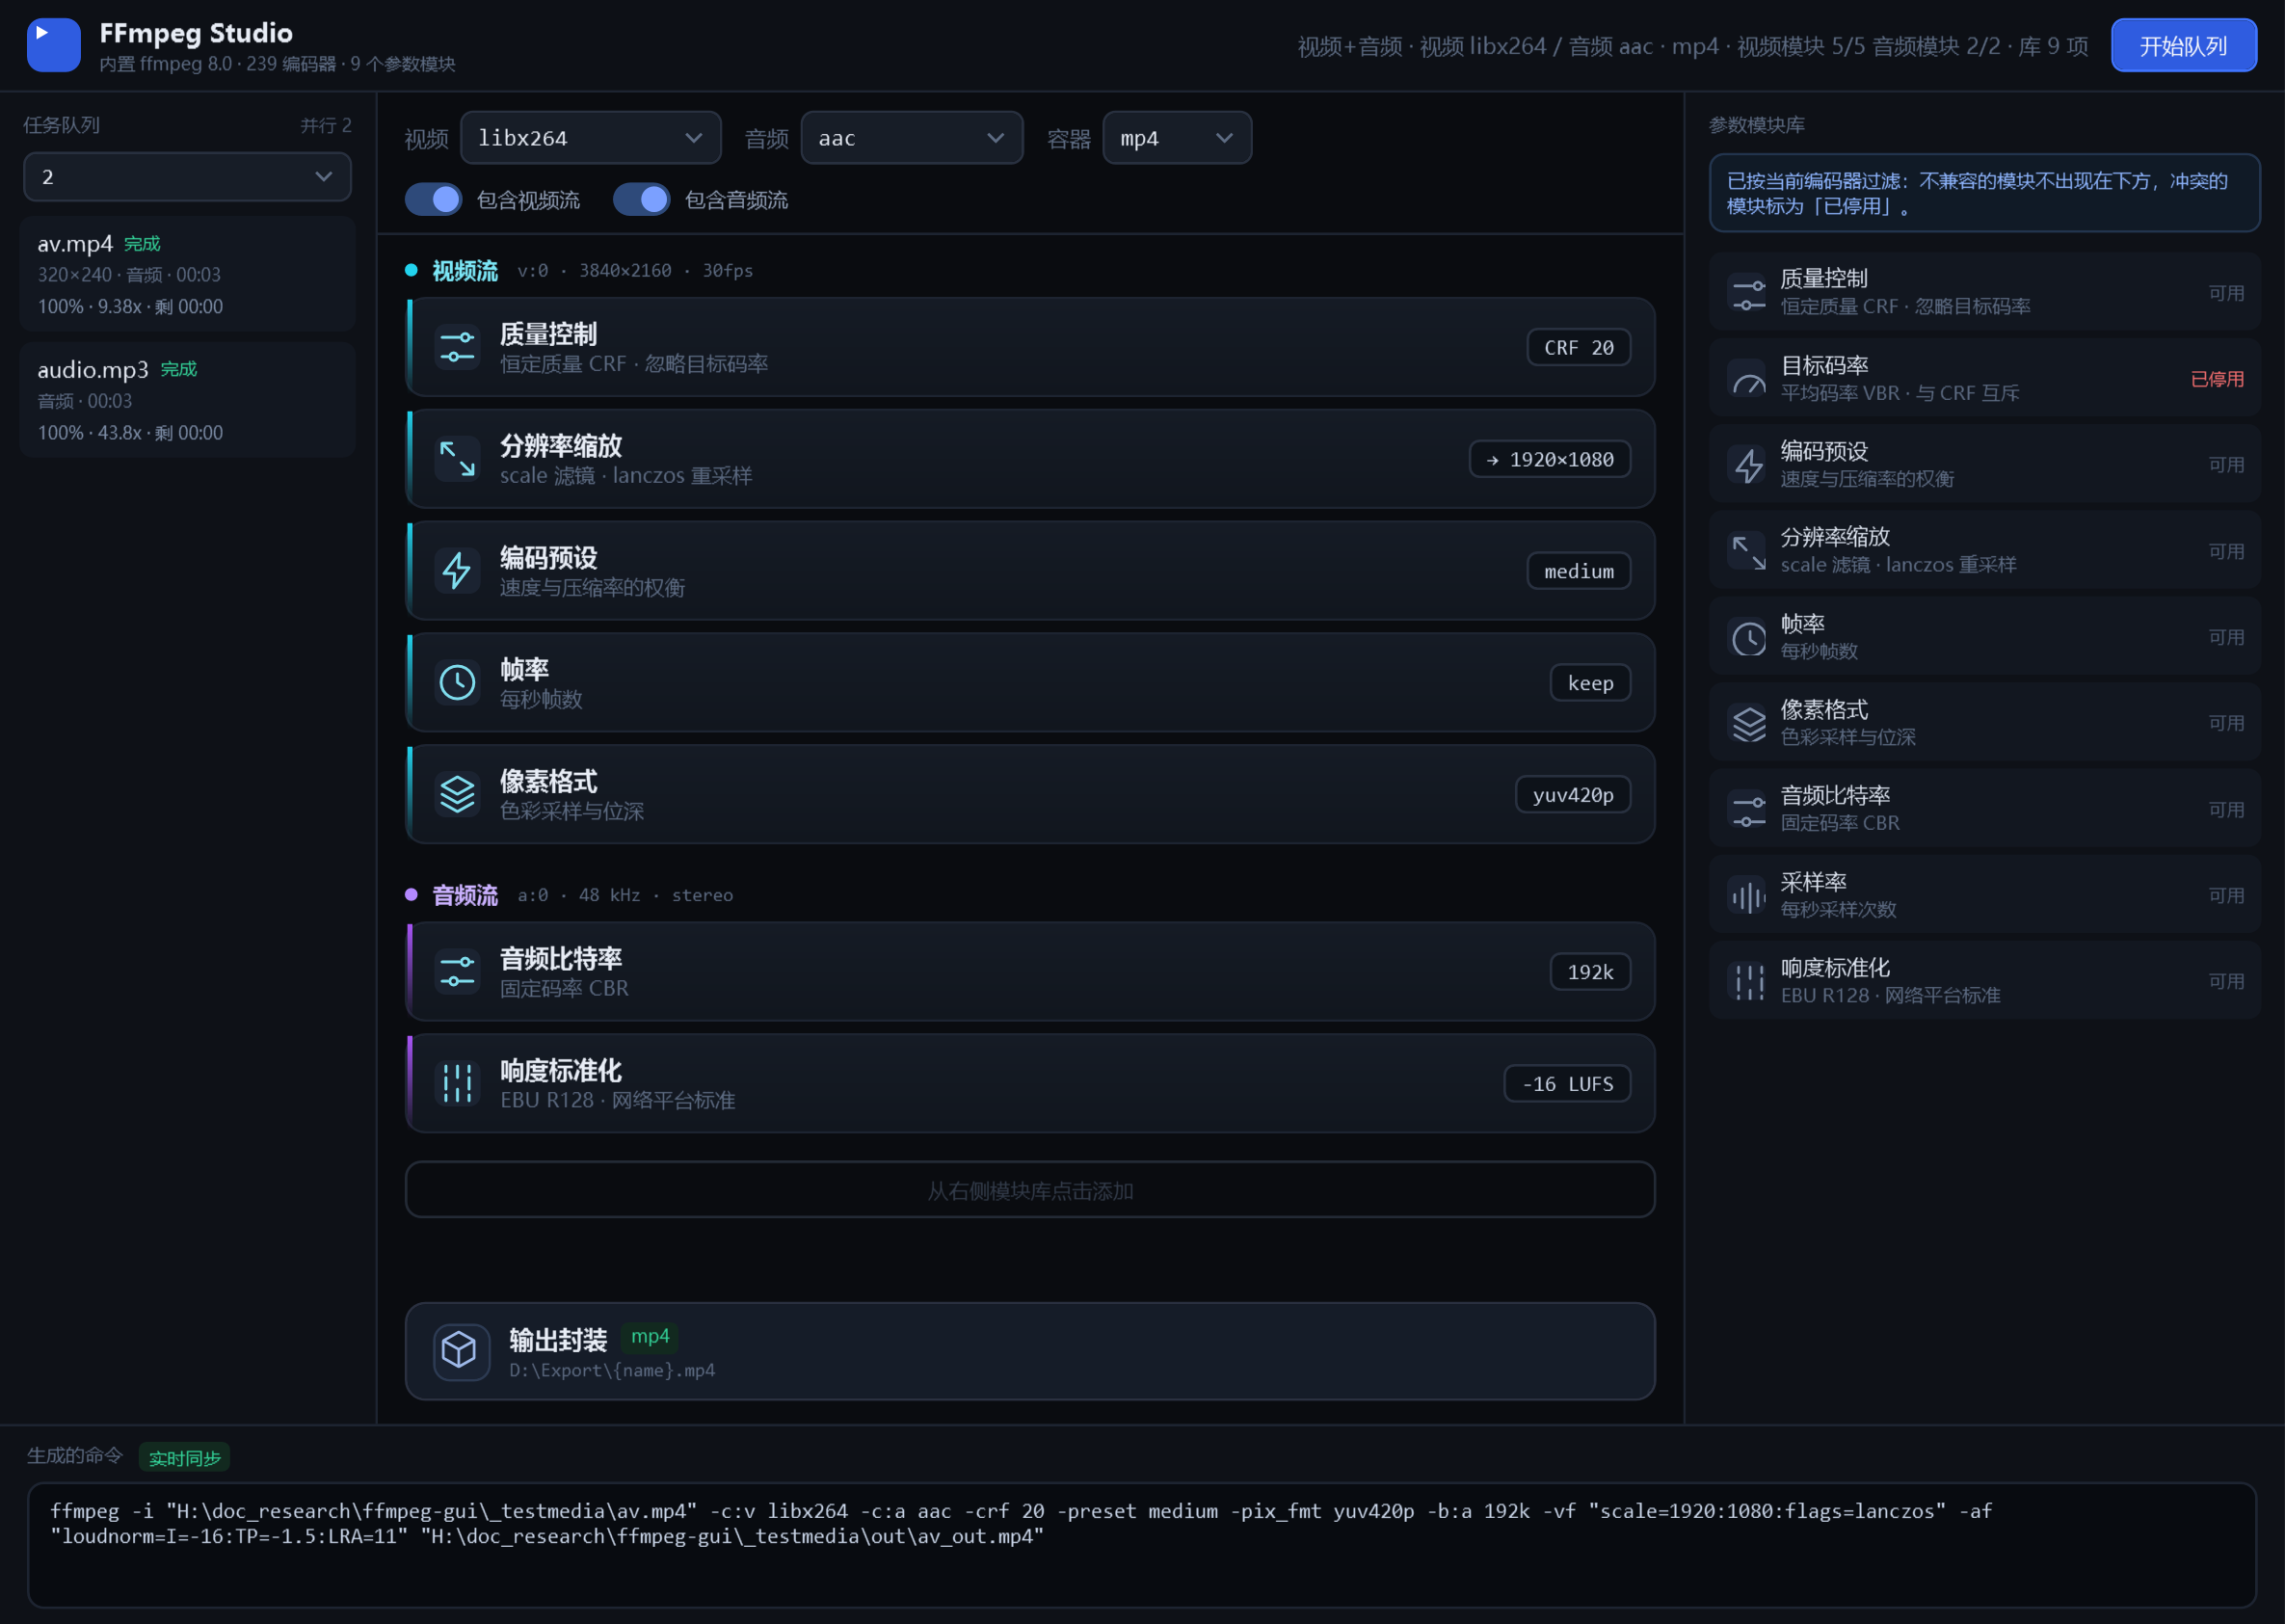 FFmpeg Studio
内置 ffmpeg 8.0 · 239 编码器 · 9 个参数模块
视频+音频 · 视频 libx264 / 音频 aac · mp4 · 视频模块 5/5 音频模块 2/2 · 库 9 项
开始队列
任务队列
并行 2
2
av.mp4 完成
320×240 · 音频 · 00:03
100% · 9.38x · 剩 00:00
audio.mp3 完成
音频 · 00:03
100% · 43.8x · 剩 00:00
视频 libx264 音频 aac 容器 mp4
包含视频流 包含音频流
视频流 v:0 · 3840×2160 · 30fps
质量控制
恒定质量 CRF · 忽略目标码率
CRF 20
分辨率缩放
scale 滤镜 · lanczos 重采样
→ 1920×1080
编码预设
速度与压缩率的权衡
medium
帧率
每秒帧数
keep
像素格式
色彩采样与位深
yuv420p
音频流 a:0 · 48 kHz · stereo
音频比特率
固定码率 CBR
192k
响度标准化
EBU R128 · 网络平台标准
-16 LUFS
从右侧模块库点击添加
输出封装 mp4
D:\Export\{name}.mp4
参数模块库
已按当前编码器过滤：不兼容的模块不出现在下方，冲突的
模块标为「已停用」。
质量控制
恒定质量 CRF · 忽略目标码率
可用
目标码率
平均码率 VBR · 与 CRF 互斥
已停用
编码预设
速度与压缩率的权衡
可用
分辨率缩放
scale 滤镜 · lanczos 重采样
可用
帧率
每秒帧数
可用
像素格式
色彩采样与位深
可用
音频比特率
固定码率 CBR
可用
采样率
每秒采样次数
可用
响度标准化
EBU R128 · 网络平台标准
可用
生成的命令 实时同步
ffmpeg -i "H:\doc_research\ffmpeg-gui\_testmedia\av.mp4" -c:v libx264 -c:a aac -crf 20 -preset medium -pix_fmt yuv420p -b:a 192k -vf "scale=1920:1080:flags=lanczos" -af
"loudnorm=I=-16:TP=-1.5:LRA=11" "H:\doc_research\ffmpeg-gui\_testmedia\out\av_out.mp4"